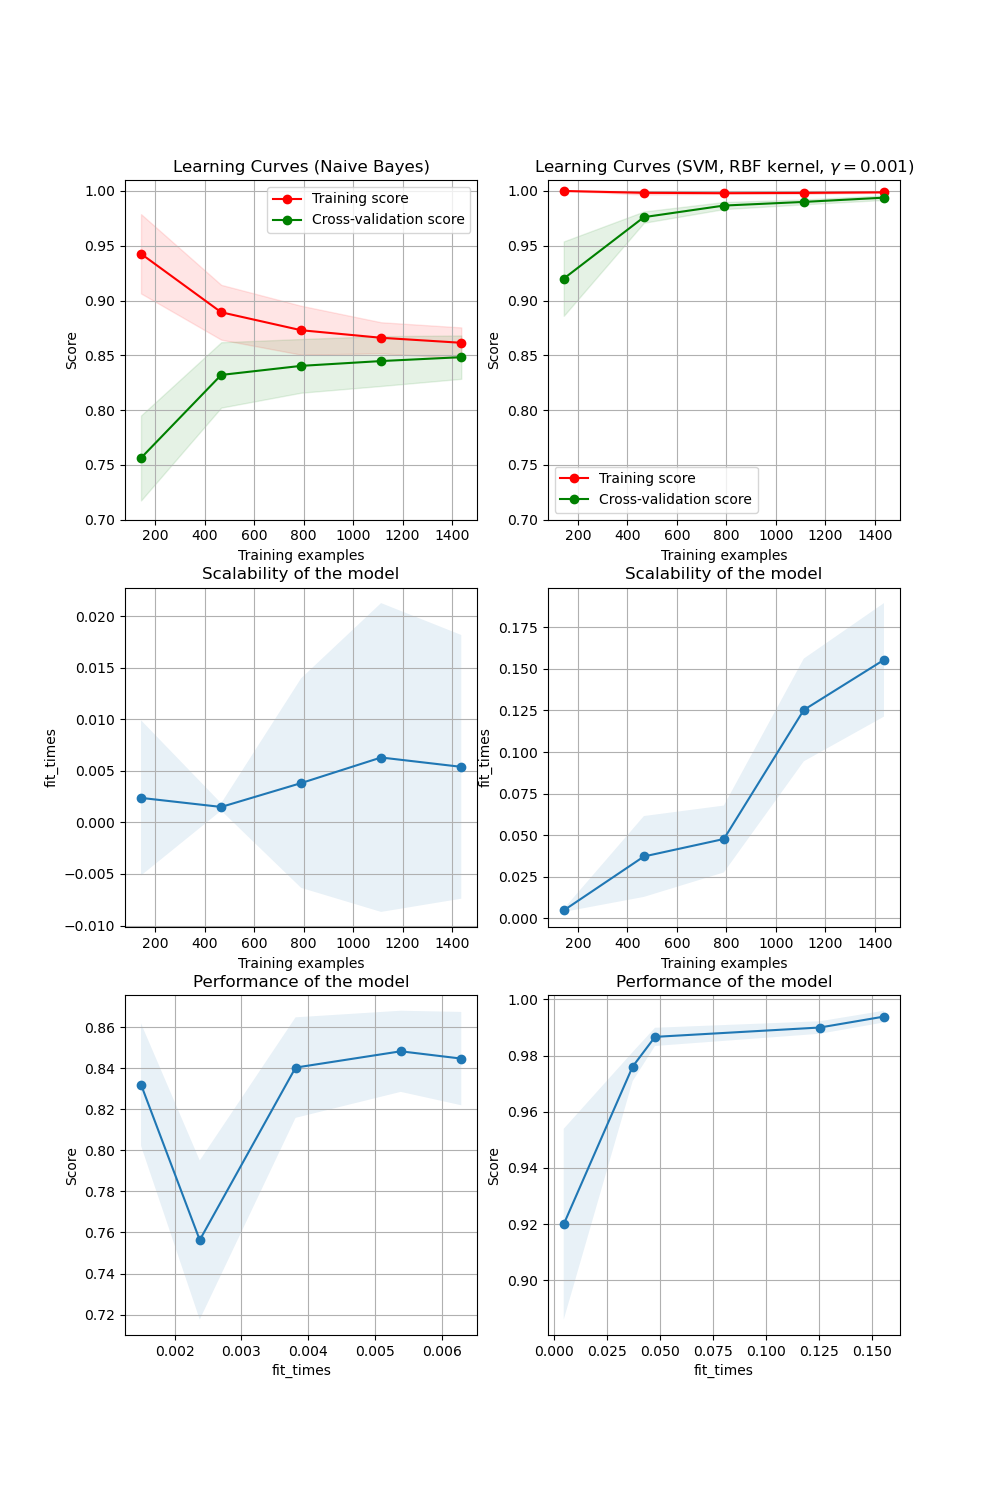 Learning Curves (Naive Bayes)
1.00
0.95
0.90
0.85
0.80
0.75
0.70
Score
Training score
Cross-validation score
200 400 600 800 1000 1200 1400
Training examples
Learning Curves (SVM, RBF kernel, γ = 0.001)
1.00
0.95
0.90
0.85
0.80
0.75
0.70
Score
Training score
Cross-validation score
200 400 600 800 1000 1200 1400
Training examples
Scalability of the model
0.020
0.015
0.010
0.005
0.000
−0.005
−0.010
fit_times
200 400 600 800 1000 1200 1400
Training examples
Scalability of the model
0.175
0.150
0.125
0.100
0.075
0.050
0.025
0.000
fit_times
200 400 600 800 1000 1200 1400
Training examples
Performance of the model
0.86
0.84
0.82
0.80
0.78
0.76
0.74
0.72
Score
0.002 0.003 0.004 0.005 0.006
fit_times
Performance of the model
1.00
0.98
0.96
0.94
0.92
0.90
Score
0.000 0.025 0.050 0.075 0.100 0.125 0.150
fit_times